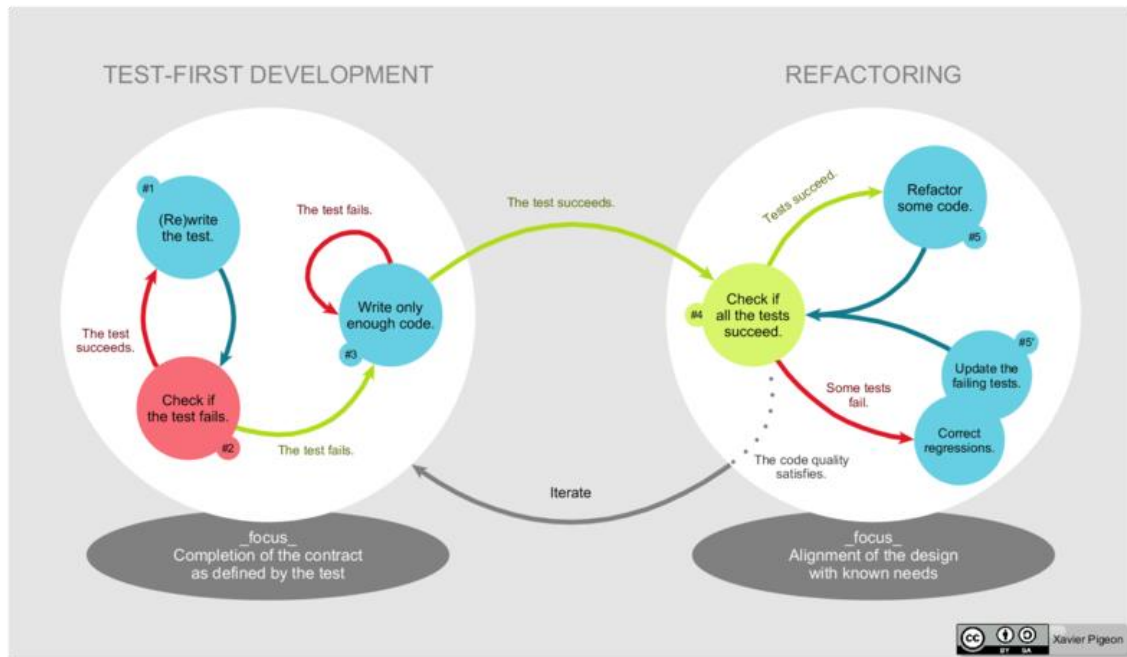 TEST-FIRST DEVELOPMENT
#1
(Re)write
the test.
The test
succeeds.
Check if
the test fails.
#2
The test fails.
The test fails.
Write only
enough code.
#3
The test succeeds.
REFACTORING
Tests succeed.
Refactor
some code.
#5
#4
Check if
all the tests
succeed.
#5'
Update the
failing tests.
Some tests
fail.
Correct
regressions.
The code quality
satisfies.
Iterate
_focus_
Completion of the contract
as defined by the test
_focus_
Alignment of the design
with known needs
cc
BY SA
Xavier Pigeon